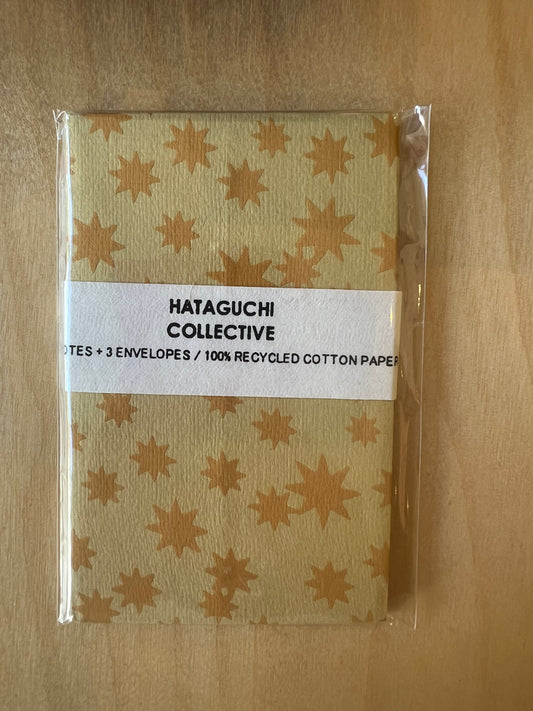 HATAGUCHI
COLLECTIVE
OTES + 3 ENVELOPES / 100% RECYCLED COTTON PAPER